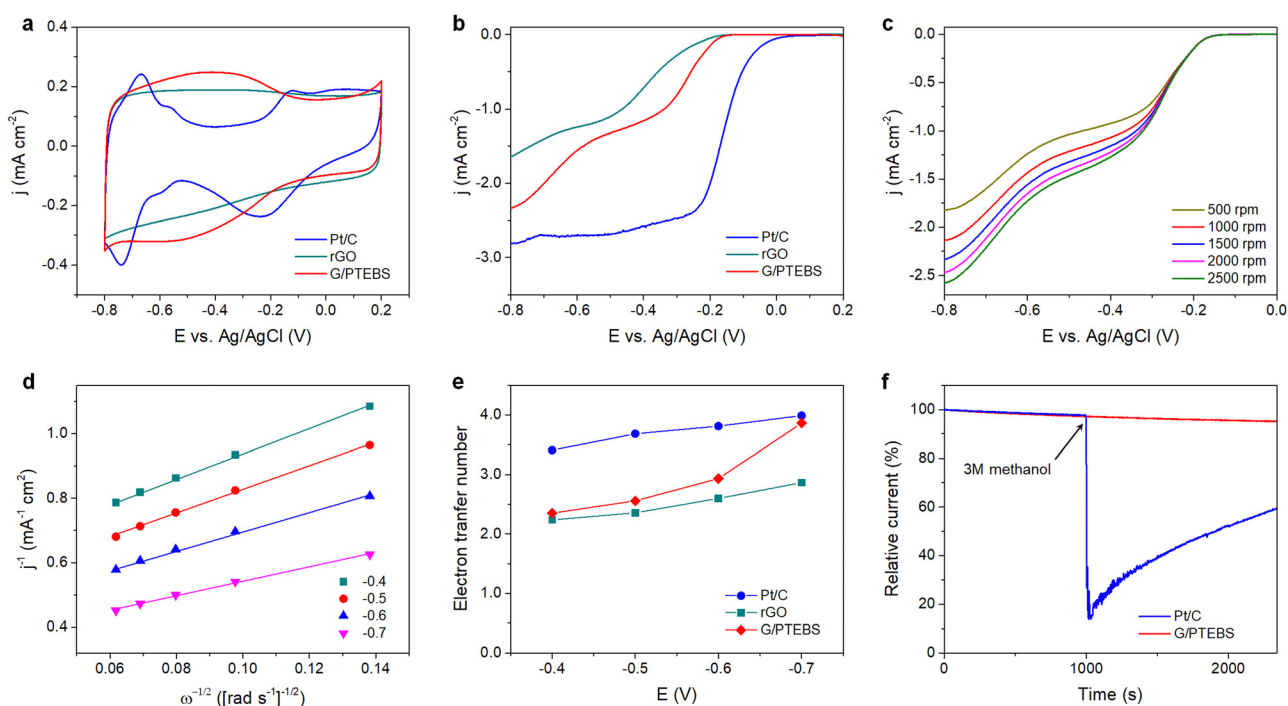 a
0.4
0.2
0.0
-0.2
-0.4
j (mA cm-2)
Pt/C
rGO
G/PTEBS
-0.8 -0.6 -0.4 -0.2 0.0 0.2
E vs. Ag/AgCl (V)
b
0.0
-1.0
-2.0
-3.0
j (mA cm-2)
Pt/C
rGO
G/PTEBS
-0.8 -0.6 -0.4 -0.2 0.0 0.2
E vs. Ag/AgCl (V)
c
0.0
-0.5
-1.0
-1.5
-2.0
-2.5
j (mA cm-2)
500 rpm
1000 rpm
1500 rpm
2000 rpm
2500 rpm
-0.8 -0.6 -0.4 -0.2 0.0
E vs. Ag/AgCl (V)
d
1.0
0.8
0.6
0.4
j-1 (mA-1 cm2)
-0.4
-0.5
-0.6
-0.7
0.06 0.08 0.10 0.12 0.14
ω−1/2 ([rad s-1]-1/2)
e
4.0
3.0
2.0
1.0
0.0
Electron tranfer number
Pt/C
rGO
G/PTEBS
-0.4 -0.5 -0.6 -0.7
E (V)
f
100
80
60
40
20
0
Relative current (%)
3M methanol
Pt/C
G/PTEBS
0 1000 2000
Time (s)